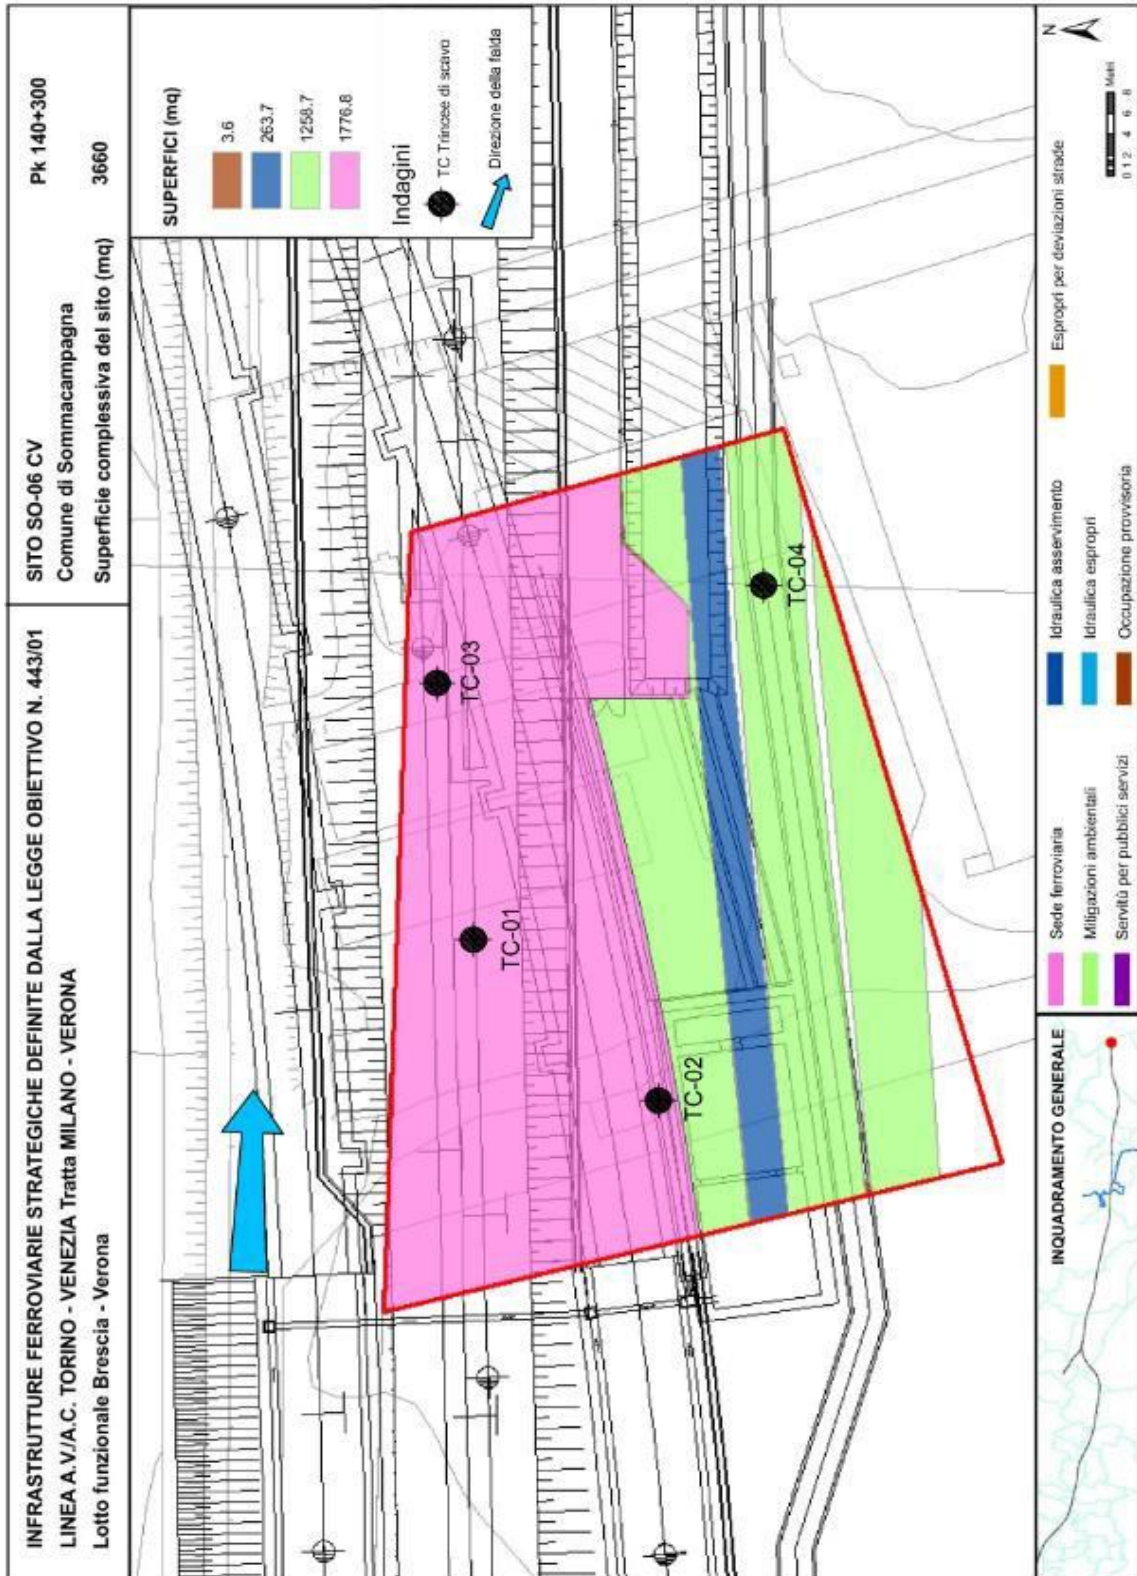 INFRASTRUTTURE FERROVIARIE STRATEGICHE DEFINITE DALLA LEGGE OBIETTIVO N. 443/01
LINEA A.V./A.C. TORINO - VENEZIA Tratta MILANO - VERONA
Lotto funzionale Brescia - Verona
SITO SO-06 CV
Pk 140+300
Comune di Sommacampagna
Superficie complessiva del sito (mq)
3660
SUPERFICI (mq)
3.6
263.7
1258.7
1776.8
Indagini
TC Trincee di scavo
Direzione della falda
TC-03
TC-01
TC-04
TC-02
INQUADRAMENTO GENERALE
Sede ferroviaria
Mitigazioni ambientali
Servitù per pubblici servizi
Idraulica asservimento
Idraulica espropri
Occupazione provvisoria
Espropri per deviazioni strade
N
Metri
0 1 2 4 6 8